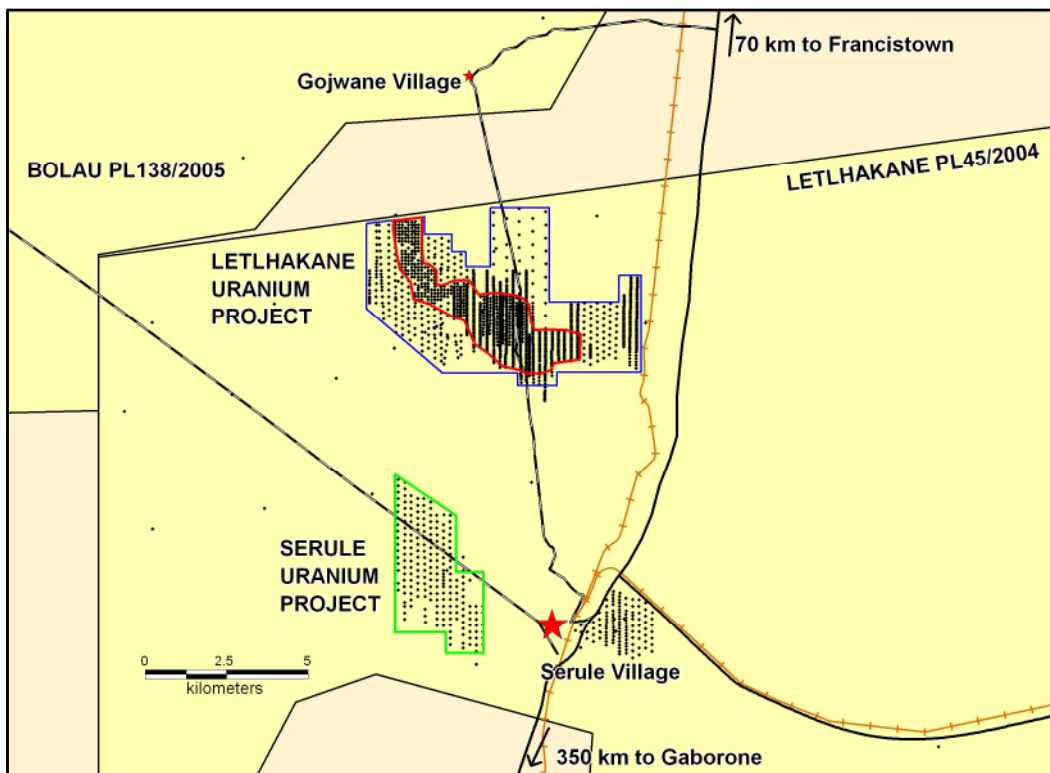 70 km to Francistown
Gojwane Village
BOLAU PL138/2005
LETLHAKANE PL45/2004
LETLHAKANE
URANIUM
PROJECT
SERULE
URANIUM
PROJECT
0 2.5 5
kilometers
Serule Village
350 km to Gaborone